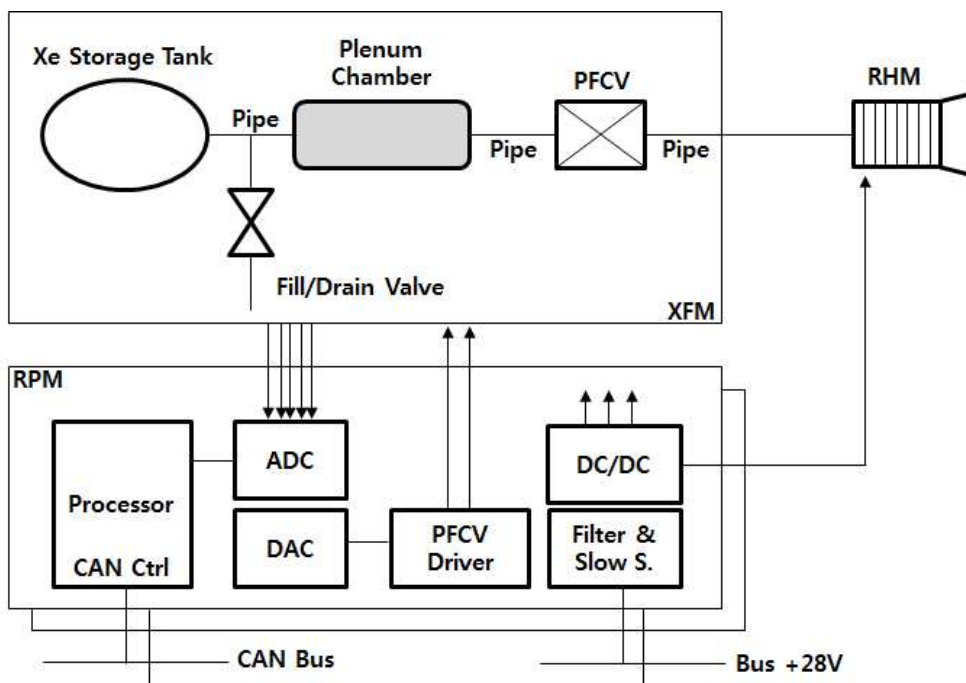 Xe Storage Tank
Plenum
Chamber
PFCV
RHM
Pipe
Pipe
Pipe
Fill/Drain Valve
XFM
RPM
ADC
DC/DC
Processor
CAN Ctrl
DAC
PFCV
Driver
Filter &
Slow S.
CAN Bus
Bus +28V